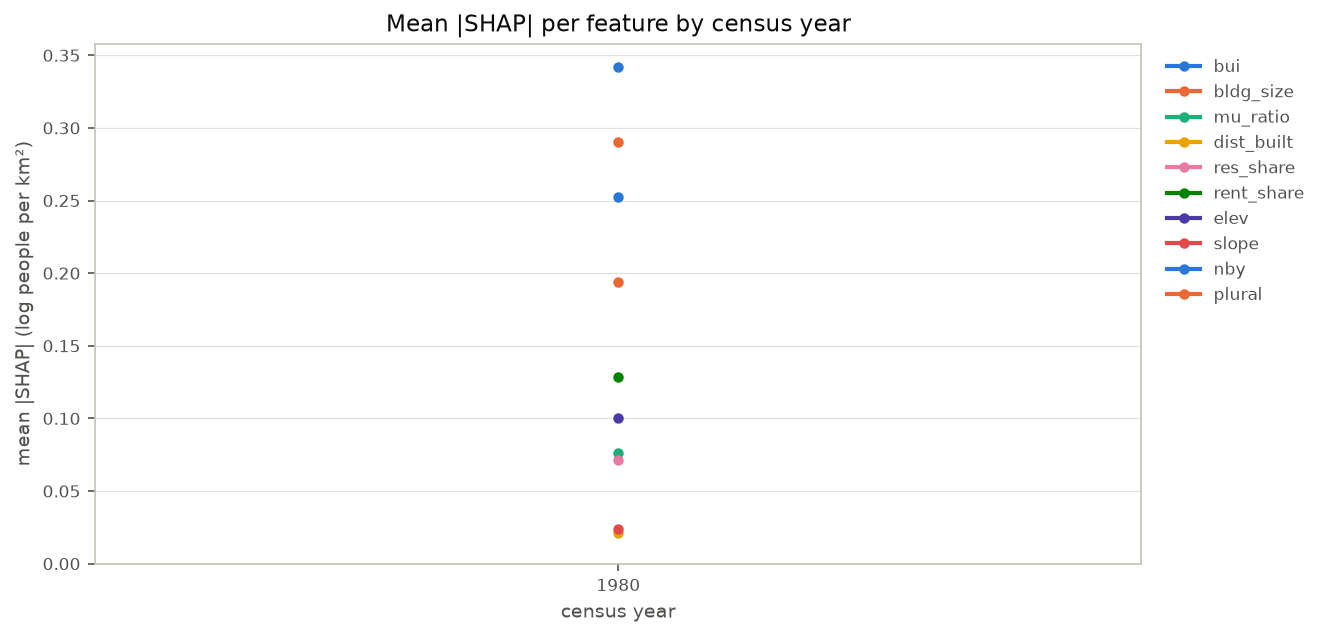 Mean |SHAP| per feature by census year
mean |SHAP| (log people per km²)
0.35
0.30
0.25
0.20
0.15
0.10
0.05
0.00
1980
census year
bui
bldg_size
mu_ratio
dist_built
res_share
rent_share
elev
slope
nby
plural